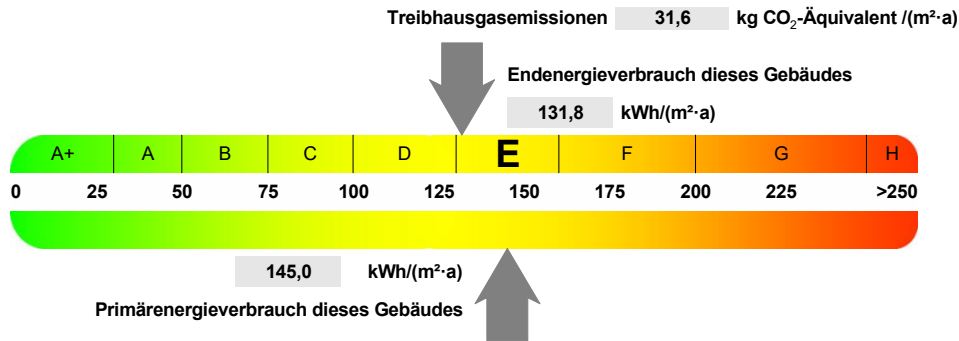 Treibhausgasemissionen 31,6 kg CO₂-Äquivalent /(m²·a)
Endenergieverbrauch dieses Gebäudes
131,8 kWh/(m²·a)
A+ A B C D E F G H
0 25 50 75 100 125 150 175 200 225 >250
145,0 kWh/(m²·a)
Primärenergieverbrauch dieses Gebäudes